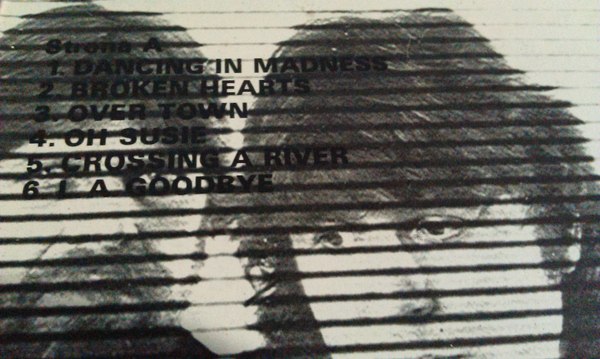 Strona A
1. DANCING IN MADNESS
2. BROKEN HEARTS
3. OVER TOWN
4. OH SUSIE
5. CROSSING A RIVER
6 L. A GOODBYE